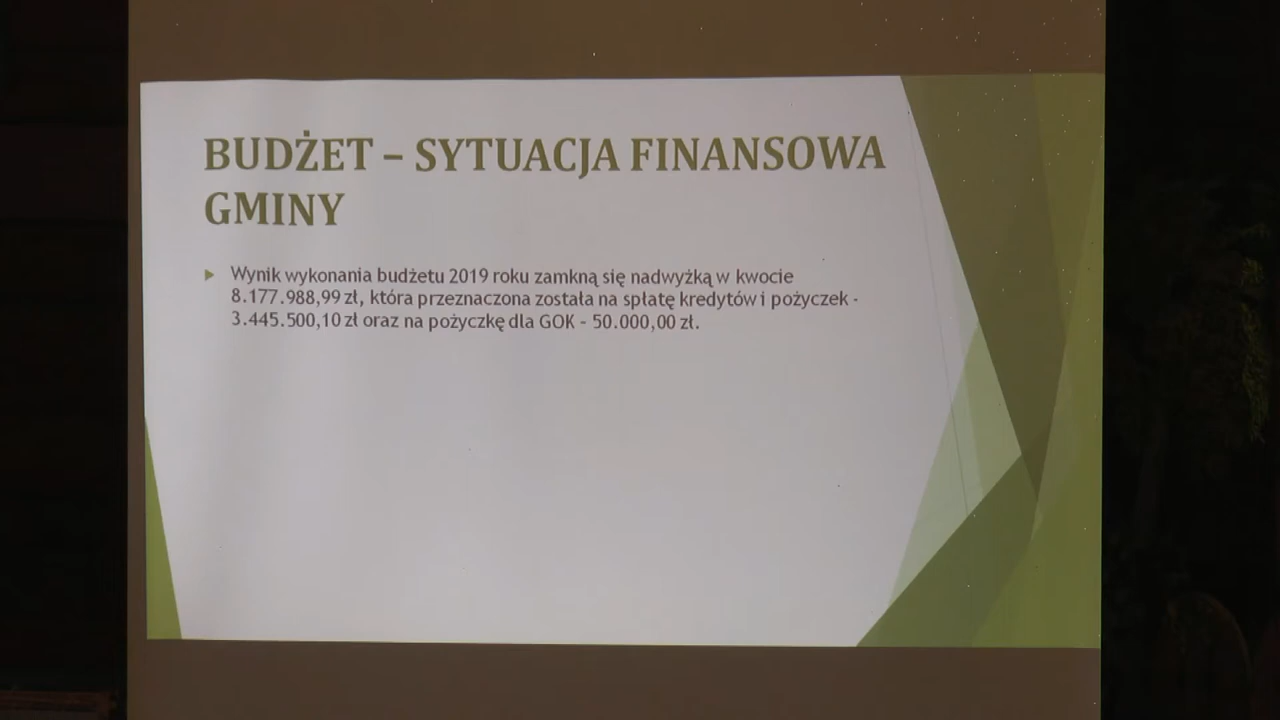 BUDŻET – SYTUACJA FINANSOWA
GMINY
Wynik wykonania budżetu 2019 roku zamkną się nadwyżką w kwocie
8.177.988,99 zł, która przeznaczona została na spłatę kredytów i pożyczek -
3.445.500,10 zł oraz na pożyczkę dla GOK - 50.000,00 zł.